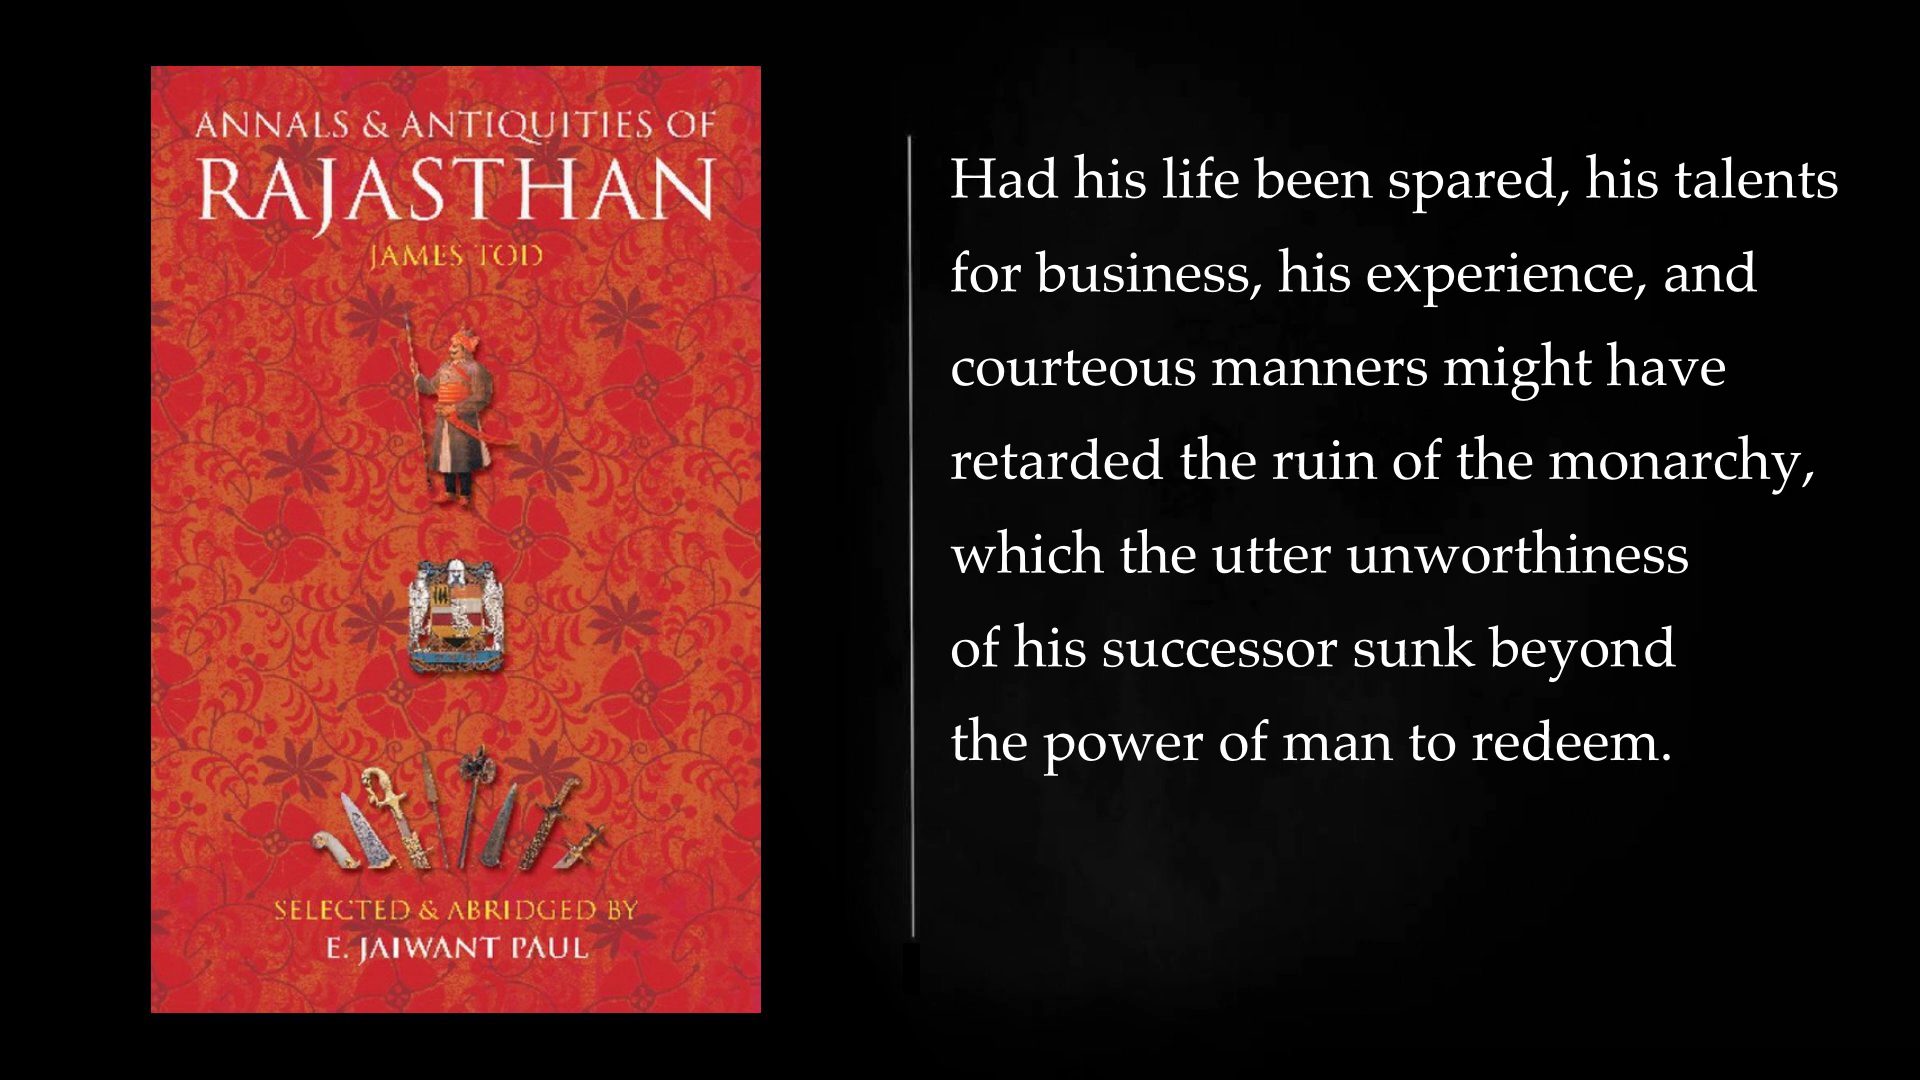 ANNALS & ANTIQUITIES OF
RAJASTHAN
JAMES TOD
SELECTED & ABRIDGED BY
E. JAIWANT PAUL
Had his life been spared, his talents
for business, his experience, and
courteous manners might have
retarded the ruin of the monarchy,
which the utter unworthiness
of his successor sunk beyond
the power of man to redeem.